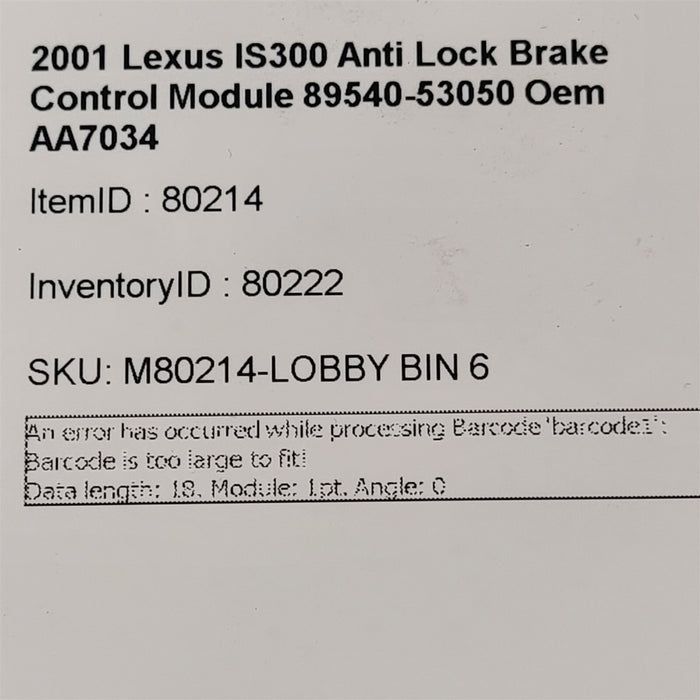 2001 Lexus IS300 Anti Lock Brake
Control Module 89540-53050 Oem
AA7034
ItemID : 80214
InventoryID : 80222
SKU: M80214-LOBBY BIN 6
An error has occurred while processing Barcode 'barcode1':
Barcode is too large to fit!
Data length: 18, Module: 1pt, Angle: 0